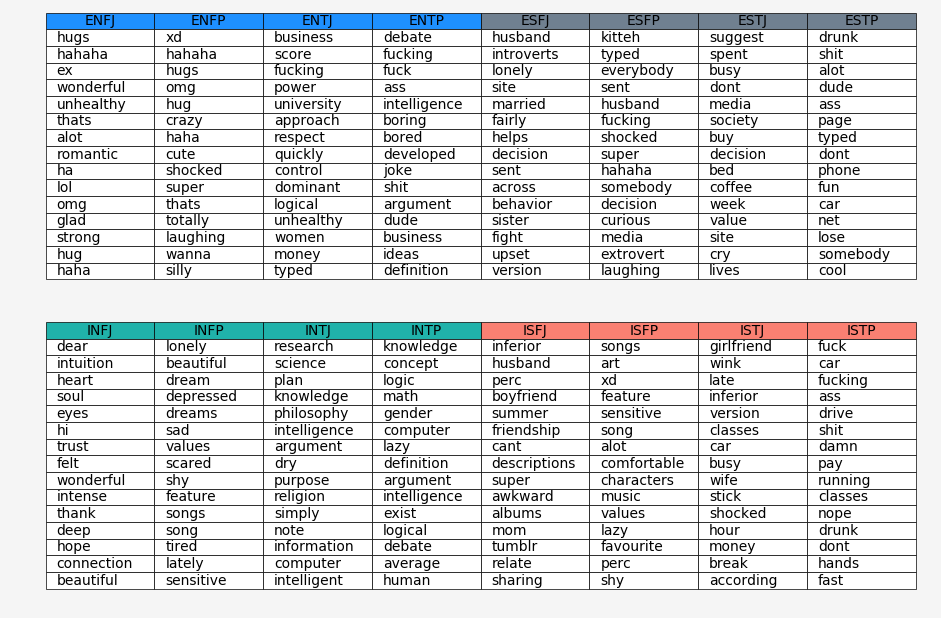 ENFJ ENFP ENTJ ENTP ESFJ ESFP ESTJ ESTP
hugs xd business debate husband kitteh suggest drunk
hahaha hahaha score fucking introverts typed spent shit
ex hugs fucking fuck lonely everybody busy alot
wonderful omg power ass site sent dont dude
unhealthy hug university intelligence married husband media ass
thats crazy approach boring fairly fucking society page
alot haha respect bored helps shocked buy typed
romantic cute quickly developed decision super decision dont
ha shocked control joke sent hahaha bed phone
lol super dominant shit across somebody coffee fun
omg thats logical argument behavior decision week car
glad totally unhealthy dude sister curious value net
strong laughing women business fight media site lose
hug wanna money ideas upset extrovert cry somebody
haha silly typed definition version laughing lives cool
INFJ INFP INTJ INTP ISFJ ISFP ISTJ ISTP
dear lonely research knowledge inferior songs girlfriend fuck
intuition beautiful science concept husband art wink car
heart dream plan logic perc xd late fucking
soul depressed knowledge math boyfriend feature inferior ass
eyes dreams philosophy gender summer sensitive version drive
hi sad intelligence computer friendship song classes shit
trust values argument lazy cant alot car damn
felt scared dry definition descriptions comfortable busy pay
wonderful shy purpose argument super characters wife running
intense feature religion intelligence awkward music stick classes
thank songs simply exist albums values shocked nope
deep song note logical mom lazy hour drunk
hope tired information debate tumblr favourite money dont
connection lately computer average relate perc break hands
beautiful sensitive intelligent human sharing shy according fast